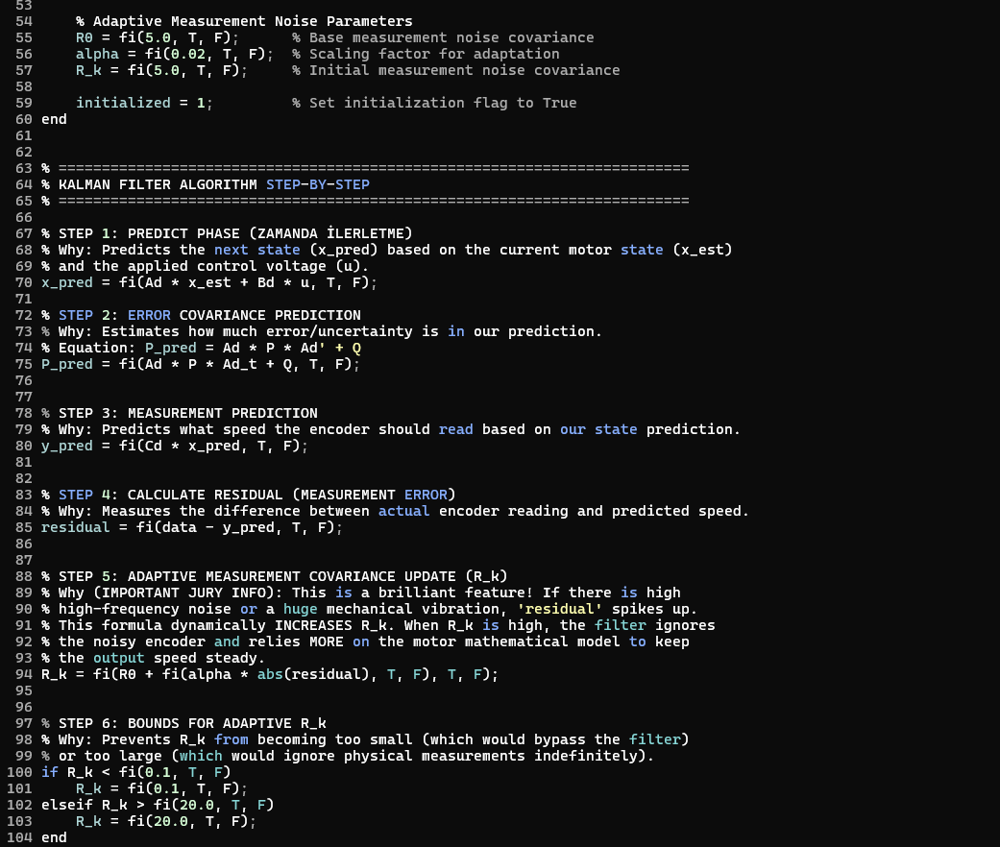 53
54 % Adaptive Measurement Noise Parameters
55 R0 = fi(5.0, T, F); % Base measurement noise covariance
56 alpha = fi(0.02, T, F); % Scaling factor for adaptation
57 R_k = fi(5.0, T, F); % Initial measurement noise covariance
58
59 initialized = 1; % Set initialization flag to True
60 end
61
62
63 % =========================================================================
64 % KALMAN FILTER ALGORITHM STEP-BY-STEP
65 % =========================================================================
66
67 % STEP 1: PREDICT PHASE (ZAMANDA İLERLETME)
68 % Why: Predicts the next state (x_pred) based on the current motor state (x_est)
69 % and the applied control voltage (u).
70 x_pred = fi(Ad * x_est + Bd * u, T, F);
71
72 % STEP 2: ERROR COVARIANCE PREDICTION
73 % Why: Estimates how much error/uncertainty is in our prediction.
74 % Equation: P_pred = Ad * P * Ad' + Q
75 P_pred = fi(Ad * P * Ad_t + Q, T, F);
76
77
78 % STEP 3: MEASUREMENT PREDICTION
79 % Why: Predicts what speed the encoder should read based on our state prediction.
80 y_pred = fi(Cd * x_pred, T, F);
81
82
83 % STEP 4: CALCULATE RESIDUAL (MEASUREMENT ERROR)
84 % Why: Measures the difference between actual encoder reading and predicted speed.
85 residual = fi(data - y_pred, T, F);
86
87
88 % STEP 5: ADAPTIVE MEASUREMENT COVARIANCE UPDATE (R_k)
89 % Why (IMPORTANT JURY INFO): This is a brilliant feature! If there is high
90 % high-frequency noise or a huge mechanical vibration, 'residual' spikes up.
91 % This formula dynamically INCREASES R_k. When R_k is high, the filter ignores
92 % the noisy encoder and relies MORE on the motor mathematical model to keep
93 % the output speed steady.
94 R_k = fi(R0 + fi(alpha * abs(residual), T, F), T, F);
95
96
97 % STEP 6: BOUNDS FOR ADAPTIVE R_k
98 % Why: Prevents R_k from becoming too small (which would bypass the filter)
99 % or too large (which would ignore physical measurements indefinitely).
100 if R_k < fi(0.1, T, F)
101 R_k = fi(0.1, T, F);
102 elseif R_k > fi(20.0, T, F)
103 R_k = fi(20.0, T, F);
104 end